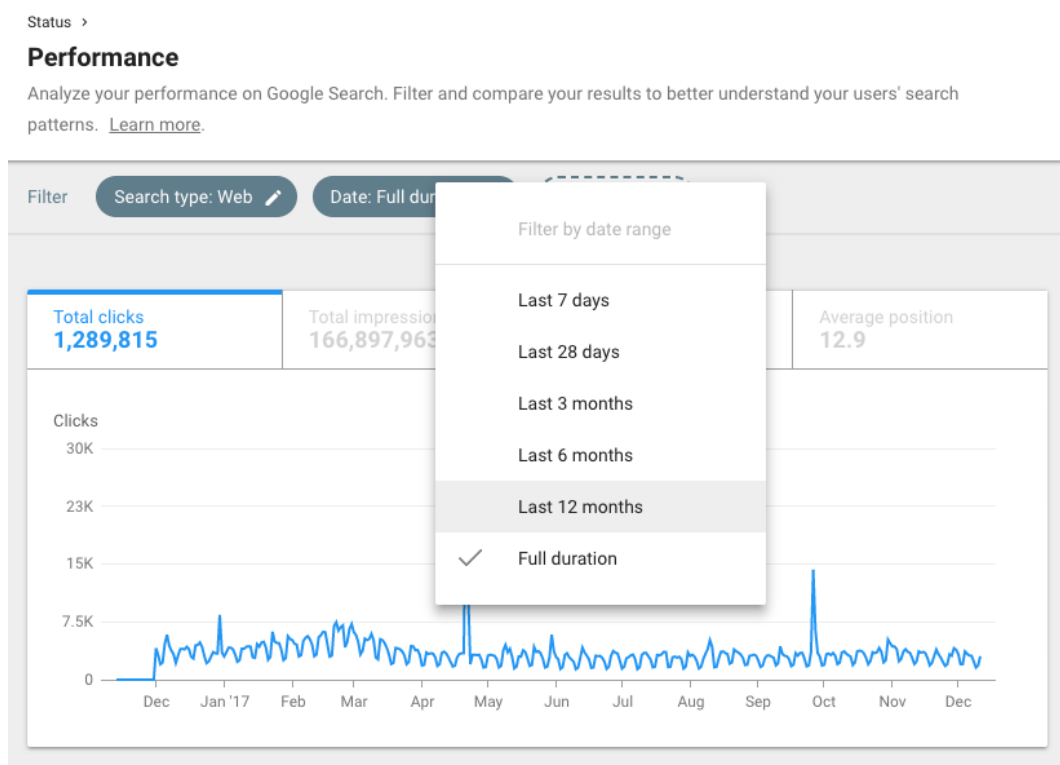 Status >
Performance
Analyze your performance on Google Search. Filter and compare your results to better understand your users' search
patterns. Learn more.
Filter
Search type: Web
Date: Full
Filter by date range
Last 7 days
Last 28 days
Last 3 months
Last 6 months
Last 12 months
Full duration
Total clicks
1,289,815
Total
166,897,963
Average position
12.9
Clicks
30K
23K
15K
7.5K
0
Dec Jan '17 Feb Mar Apr May Jun Jul Aug Sep Oct Nov Dec